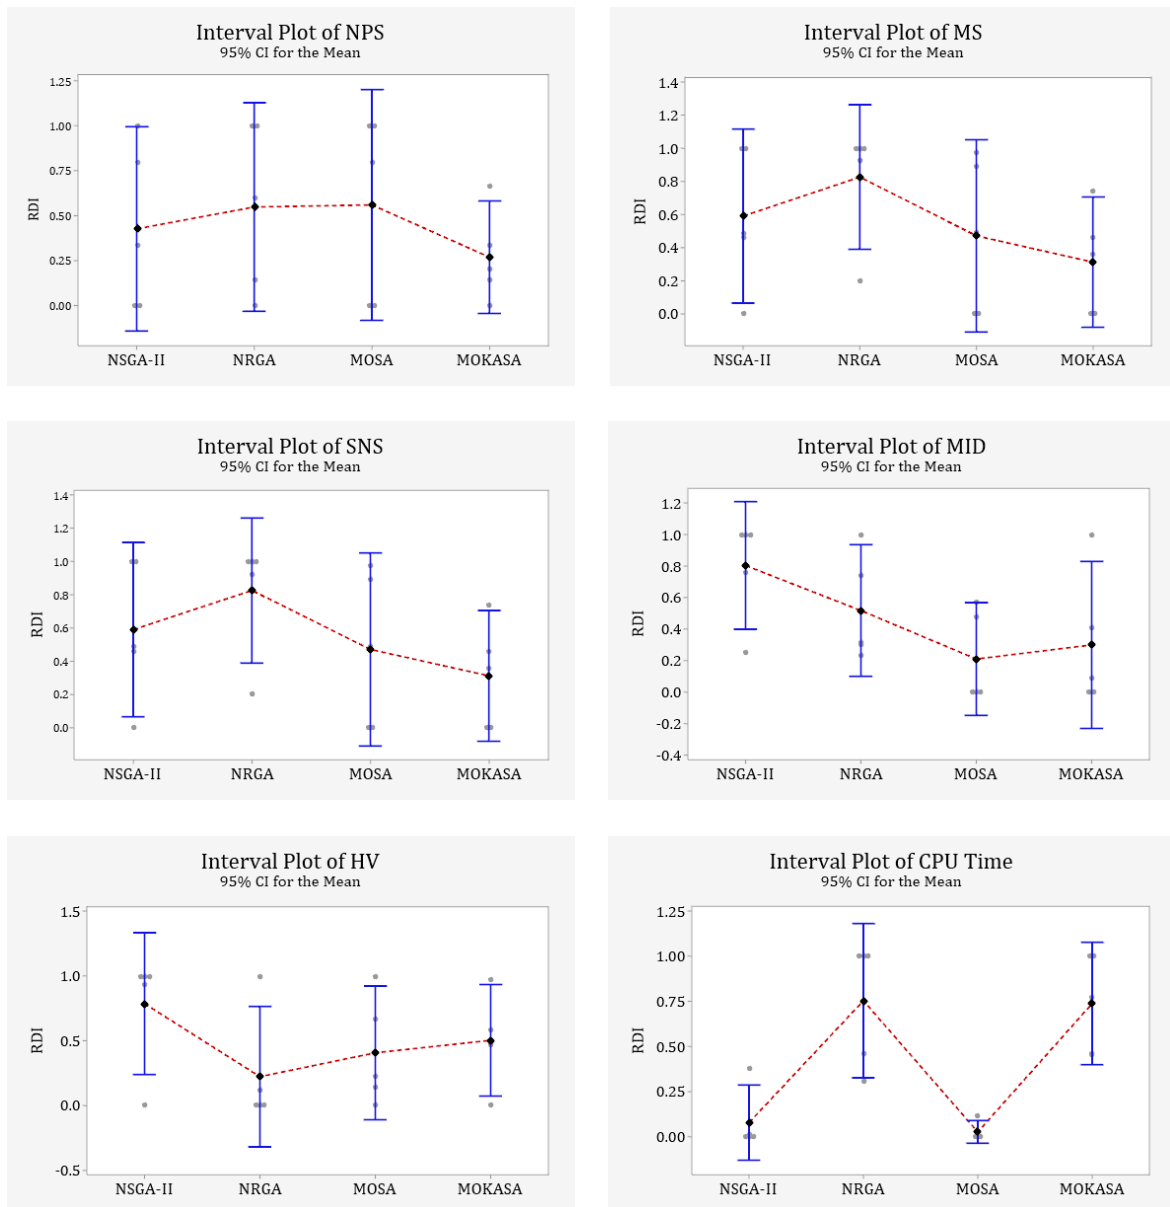 Interval Plot of NPS
95% CI for the Mean
1.25
1.00
0.75
0.50
0.25
0.00
RDI
NSGA-II NRGA MOSA MOKASA
Interval Plot of MS
95% CI for the Mean
1.4
1.2
1.0
0.8
0.6
0.4
0.2
0.0
RDI
NSGA-II NRGA MOSA MOKASA
Interval Plot of SNS
95% CI for the Mean
1.4
1.2
1.0
0.8
0.6
0.4
0.2
0.0
RDI
NSGA-II NRGA MOSA MOKASA
Interval Plot of MID
95% CI for the Mean
1.2
1.0
0.8
0.6
0.4
0.2
0.0
-0.2
-0.4
RDI
NSGA-II NRGA MOSA MOKASA
Interval Plot of HV
95% CI for the Mean
1.5
1.0
0.5
0.0
-0.5
RDI
NSGA-II NRGA MOSA MOKASA
Interval Plot of CPU Time
95% CI for the Mean
1.25
1.00
0.75
0.50
0.25
0.00
RDI
NSGA-II NRGA MOSA MOKASA